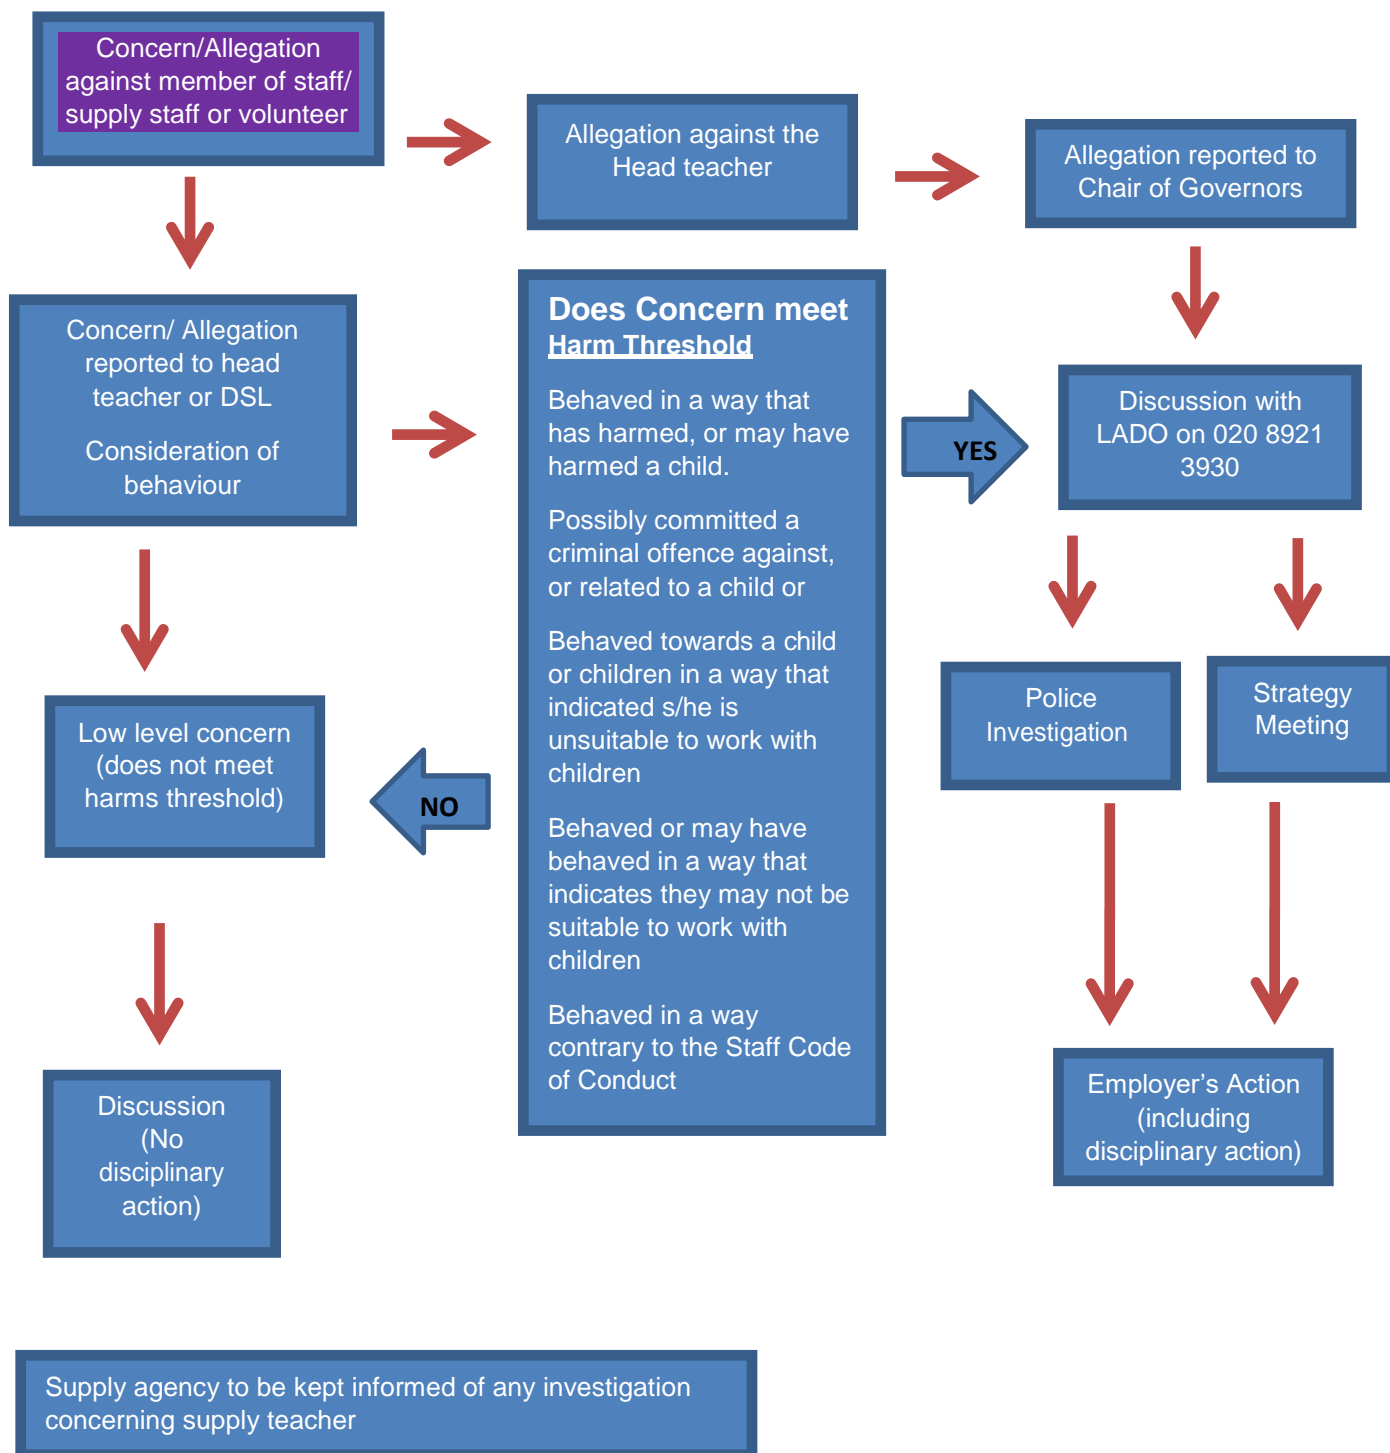 Concern/Allegation
against member of staff/
supply staff or volunteer
Allegation against the
Head teacher
Allegation reported to
Chair of Governors
Concern/ Allegation
reported to head
teacher or DSL
Consideration of
behaviour
Does Concern meet
Harm Threshold
Behaved in a way that
has harmed, or may have
harmed a child.
Possibly committed a
criminal offence against,
or related to a child or
Behaved towards a child
or children in a way that
indicated s/he is
unsuitable to work with
children
Behaved or may have
behaved in a way that
indicates they may not be
suitable to work with
children
Behaved in a way
contrary to the Staff Code
of Conduct
YES
Discussion with
LADO on 020 8921
3930
Police
Investigation
Strategy
Meeting
NO
Low level concern
(does not meet
harms threshold)
Discussion
(No
disciplinary
action)
Employer’s Action
(including
disciplinary action)
Supply agency to be kept informed of any investigation
concerning supply teacher